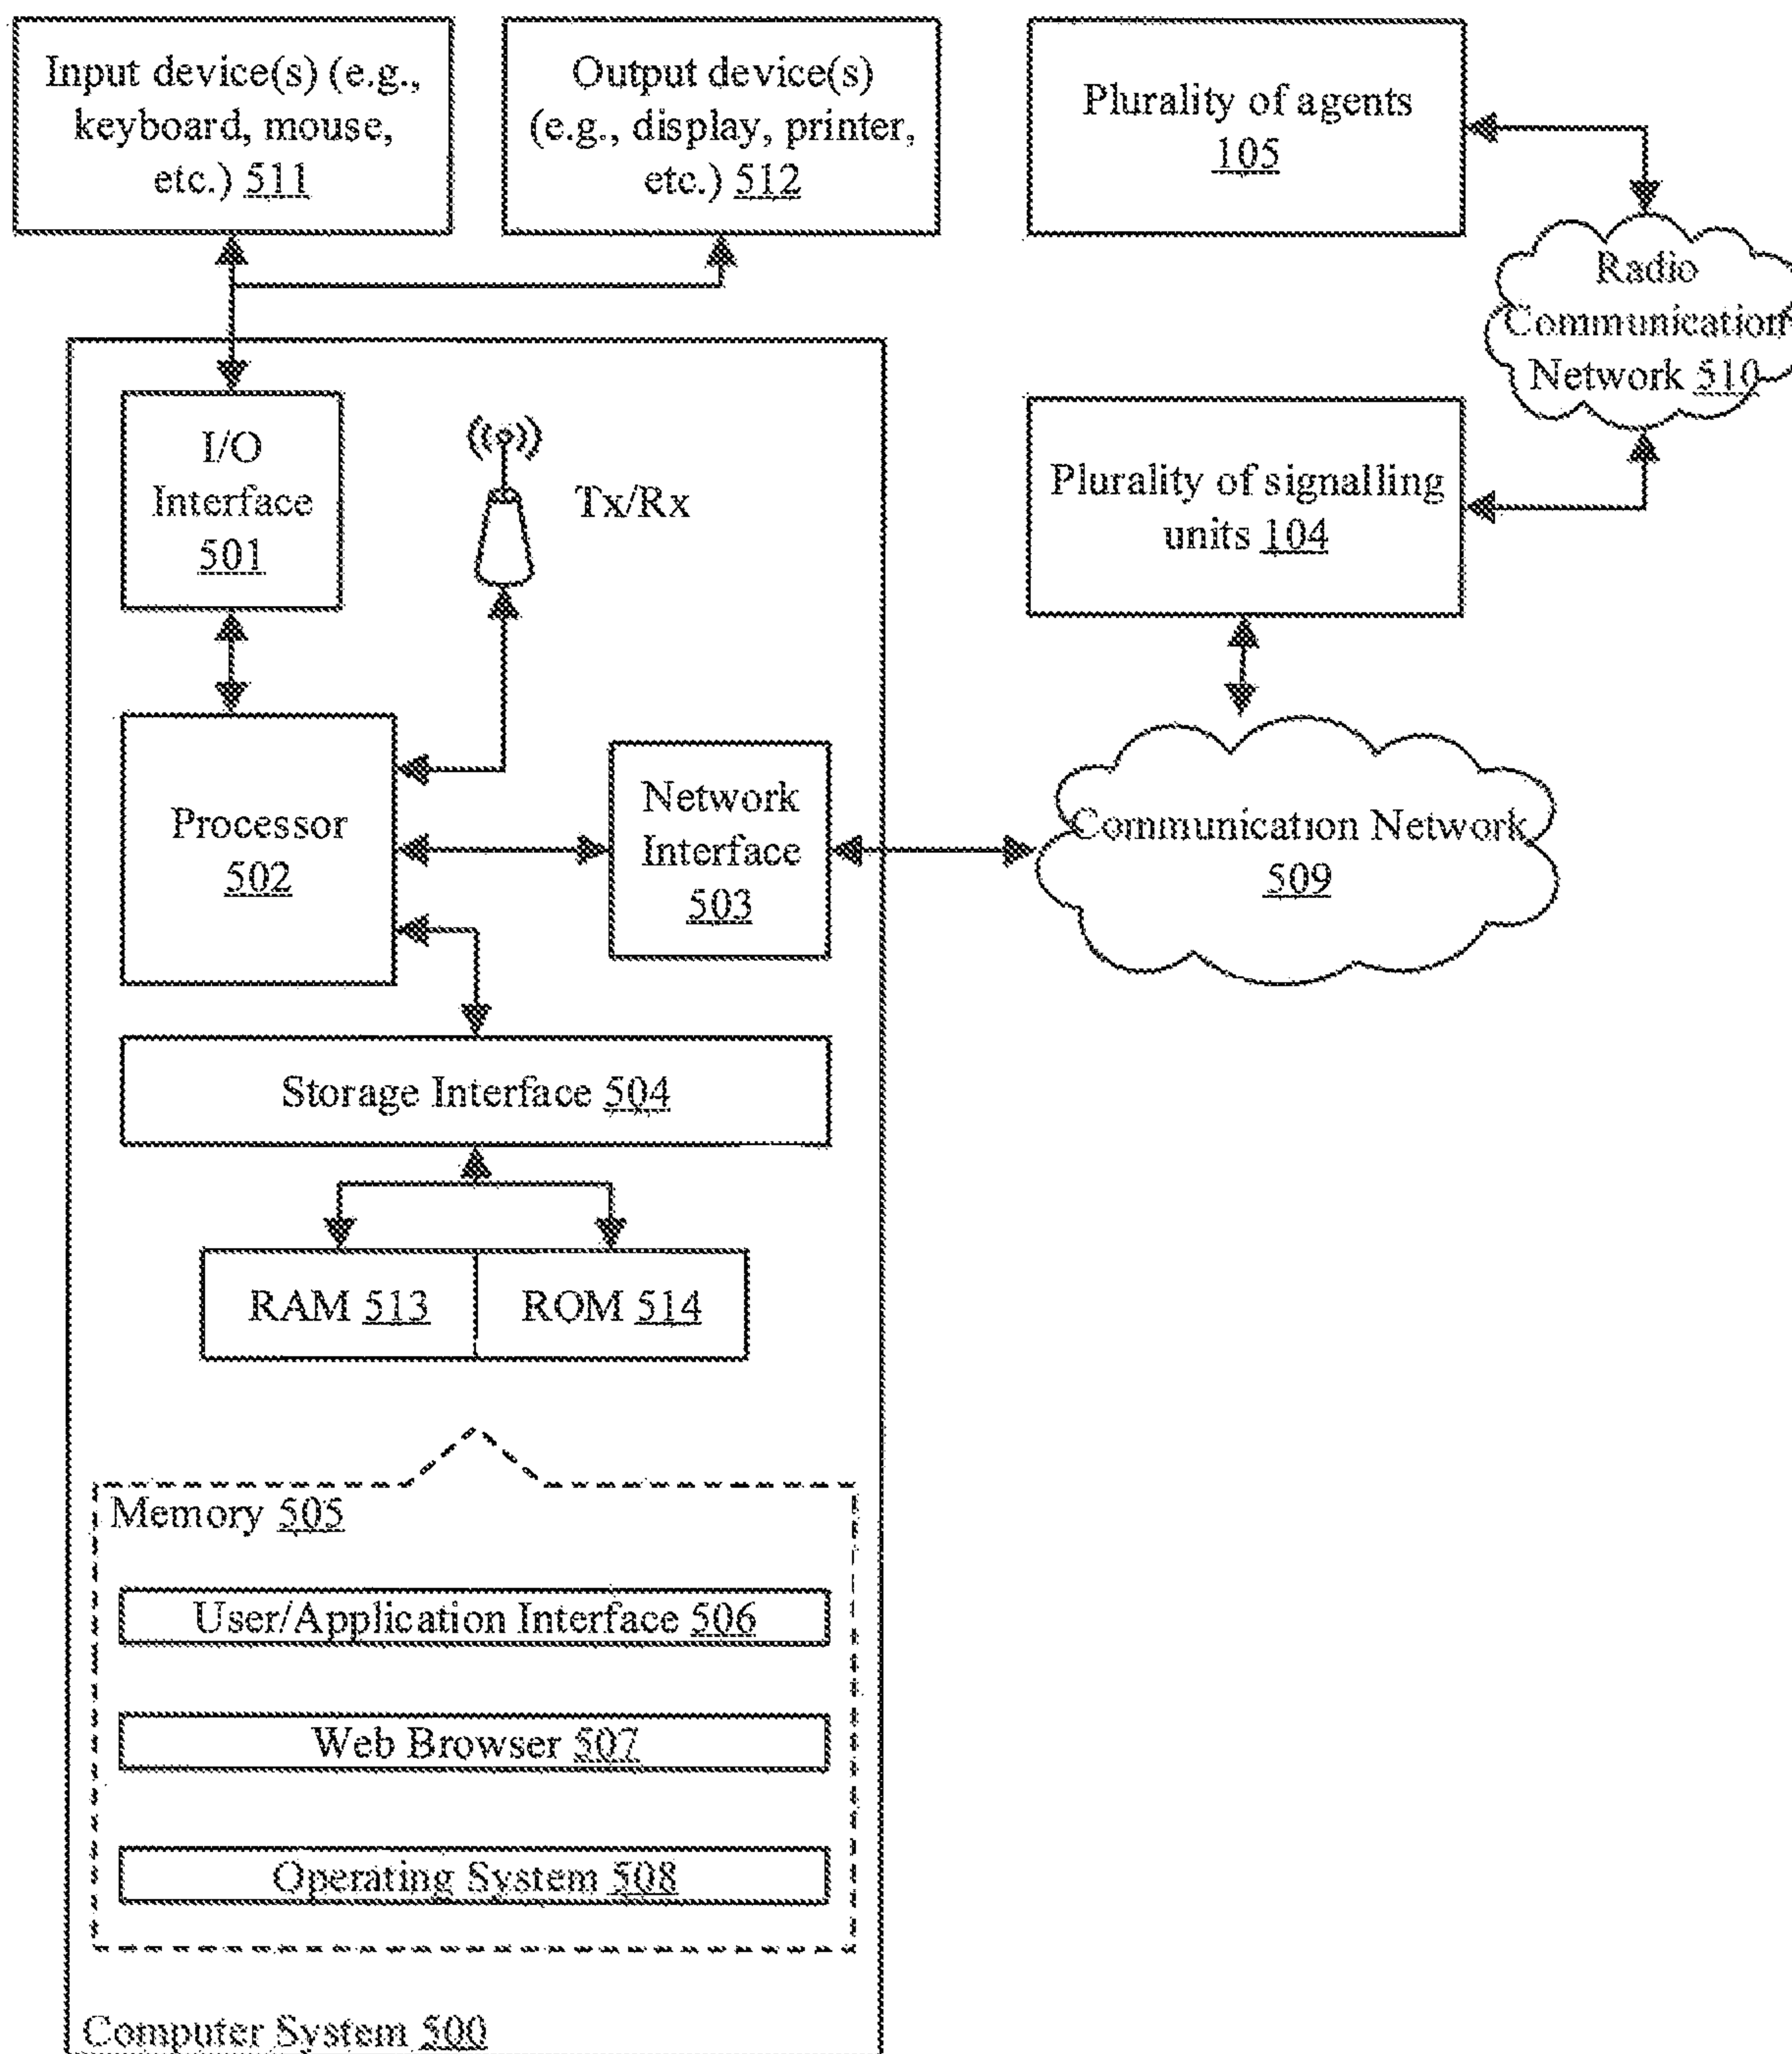 Input device(s) (e.g.,
keyboard, mouse,
etc.) 511
Output device(s)
(e.g., display, printer,
etc.) 512
Plurality of agents
105
Radio
Communication
Network 510
I/O
Interface
501
Tx/Rx
Plurality of signalling
units 104
Processor
502
Network
Interface
503
Communication Network
509
Storage Interface 504
RAM 513
ROM 514
Memory 505
User/Application Interface 506
Web Browser 507
Operating System 508
Computer System 500